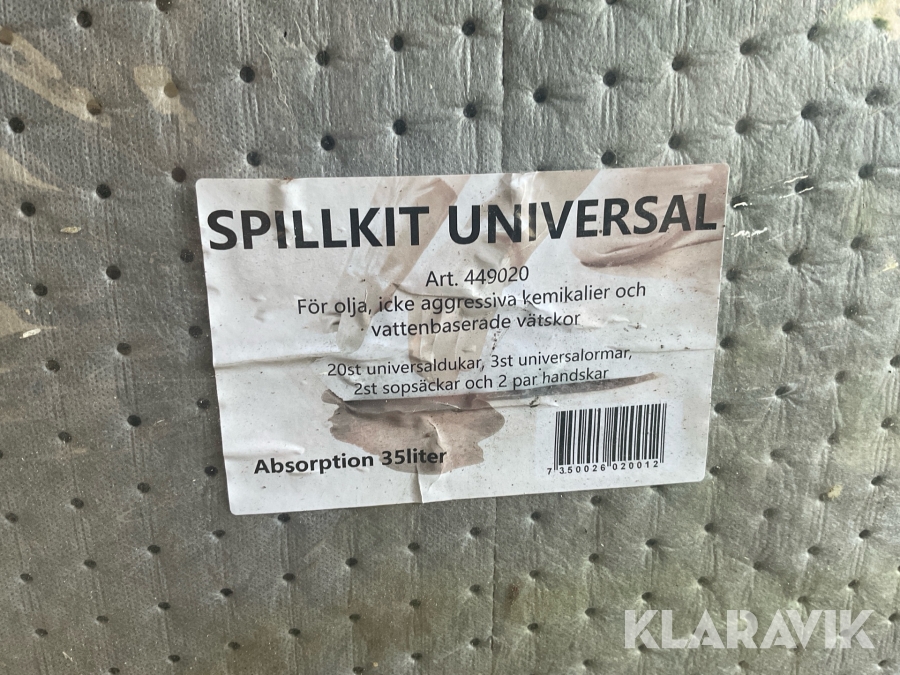 SPILLKIT UNIVERSAL
Art. 449020
För olja, icke aggressiva kemikalier och
vattenbaserade vätskor
20st universaldukar, 3st universalormar,
2st sopsäckar och 2 par handskar
Absorption 35liter
7 350026 020012
KLARAVIK